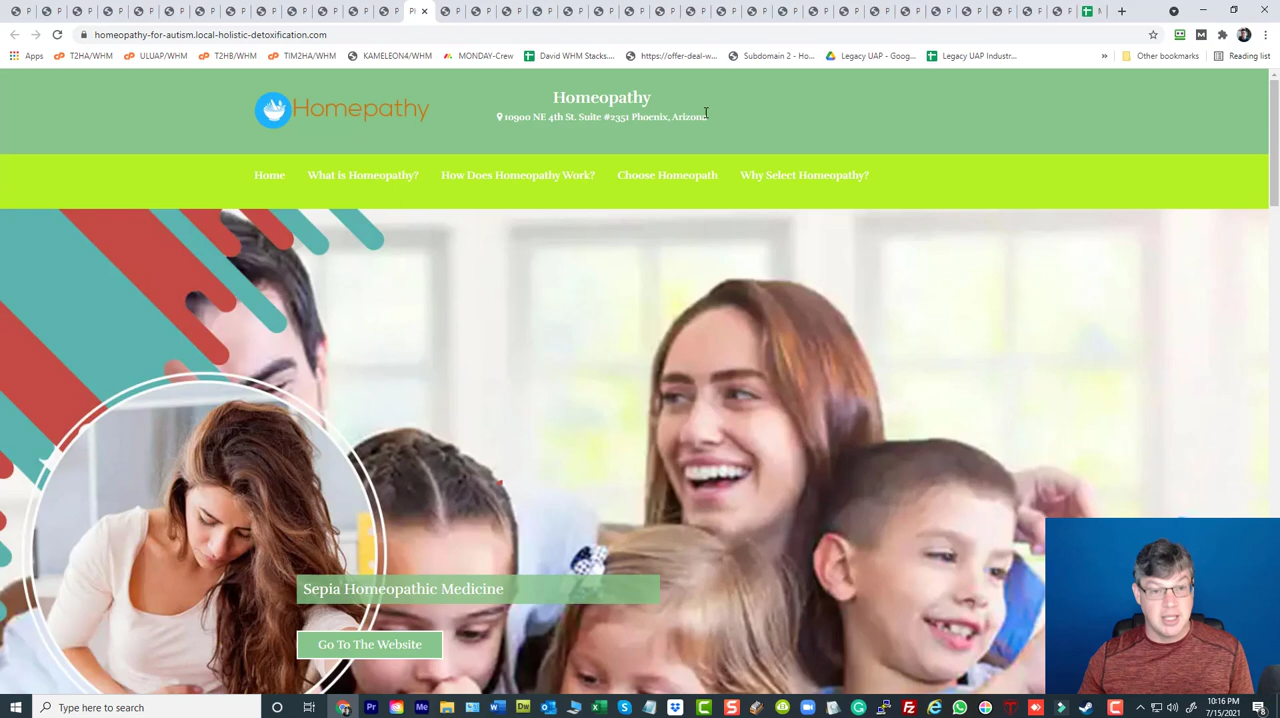 homeopathy-for-autism.local-holistic-detoxification.com
Apps T2HA/WHM ULUAP/WHM T2HB/WHM TIM2HA/WHM KAMELEON4/WHM MONDAY-Crew David WHM Stacks.... https://offer-deal-w... Subdomain 2 - Ho... Legacy UAP - Goog... Legacy UAP Industr... » Other bookmarks Reading list
Homepathy
Homeopathy
10900 NE 4th St. Suite #2351 Phoenix, Arizona
Home What is Homeopathy? How Does Homeopathy Work? Choose Homeopath Why Select Homeopathy?
Sepia Homeopathic Medicine
Go To The Website
Type here to search
10:16 PM
7/15/2021